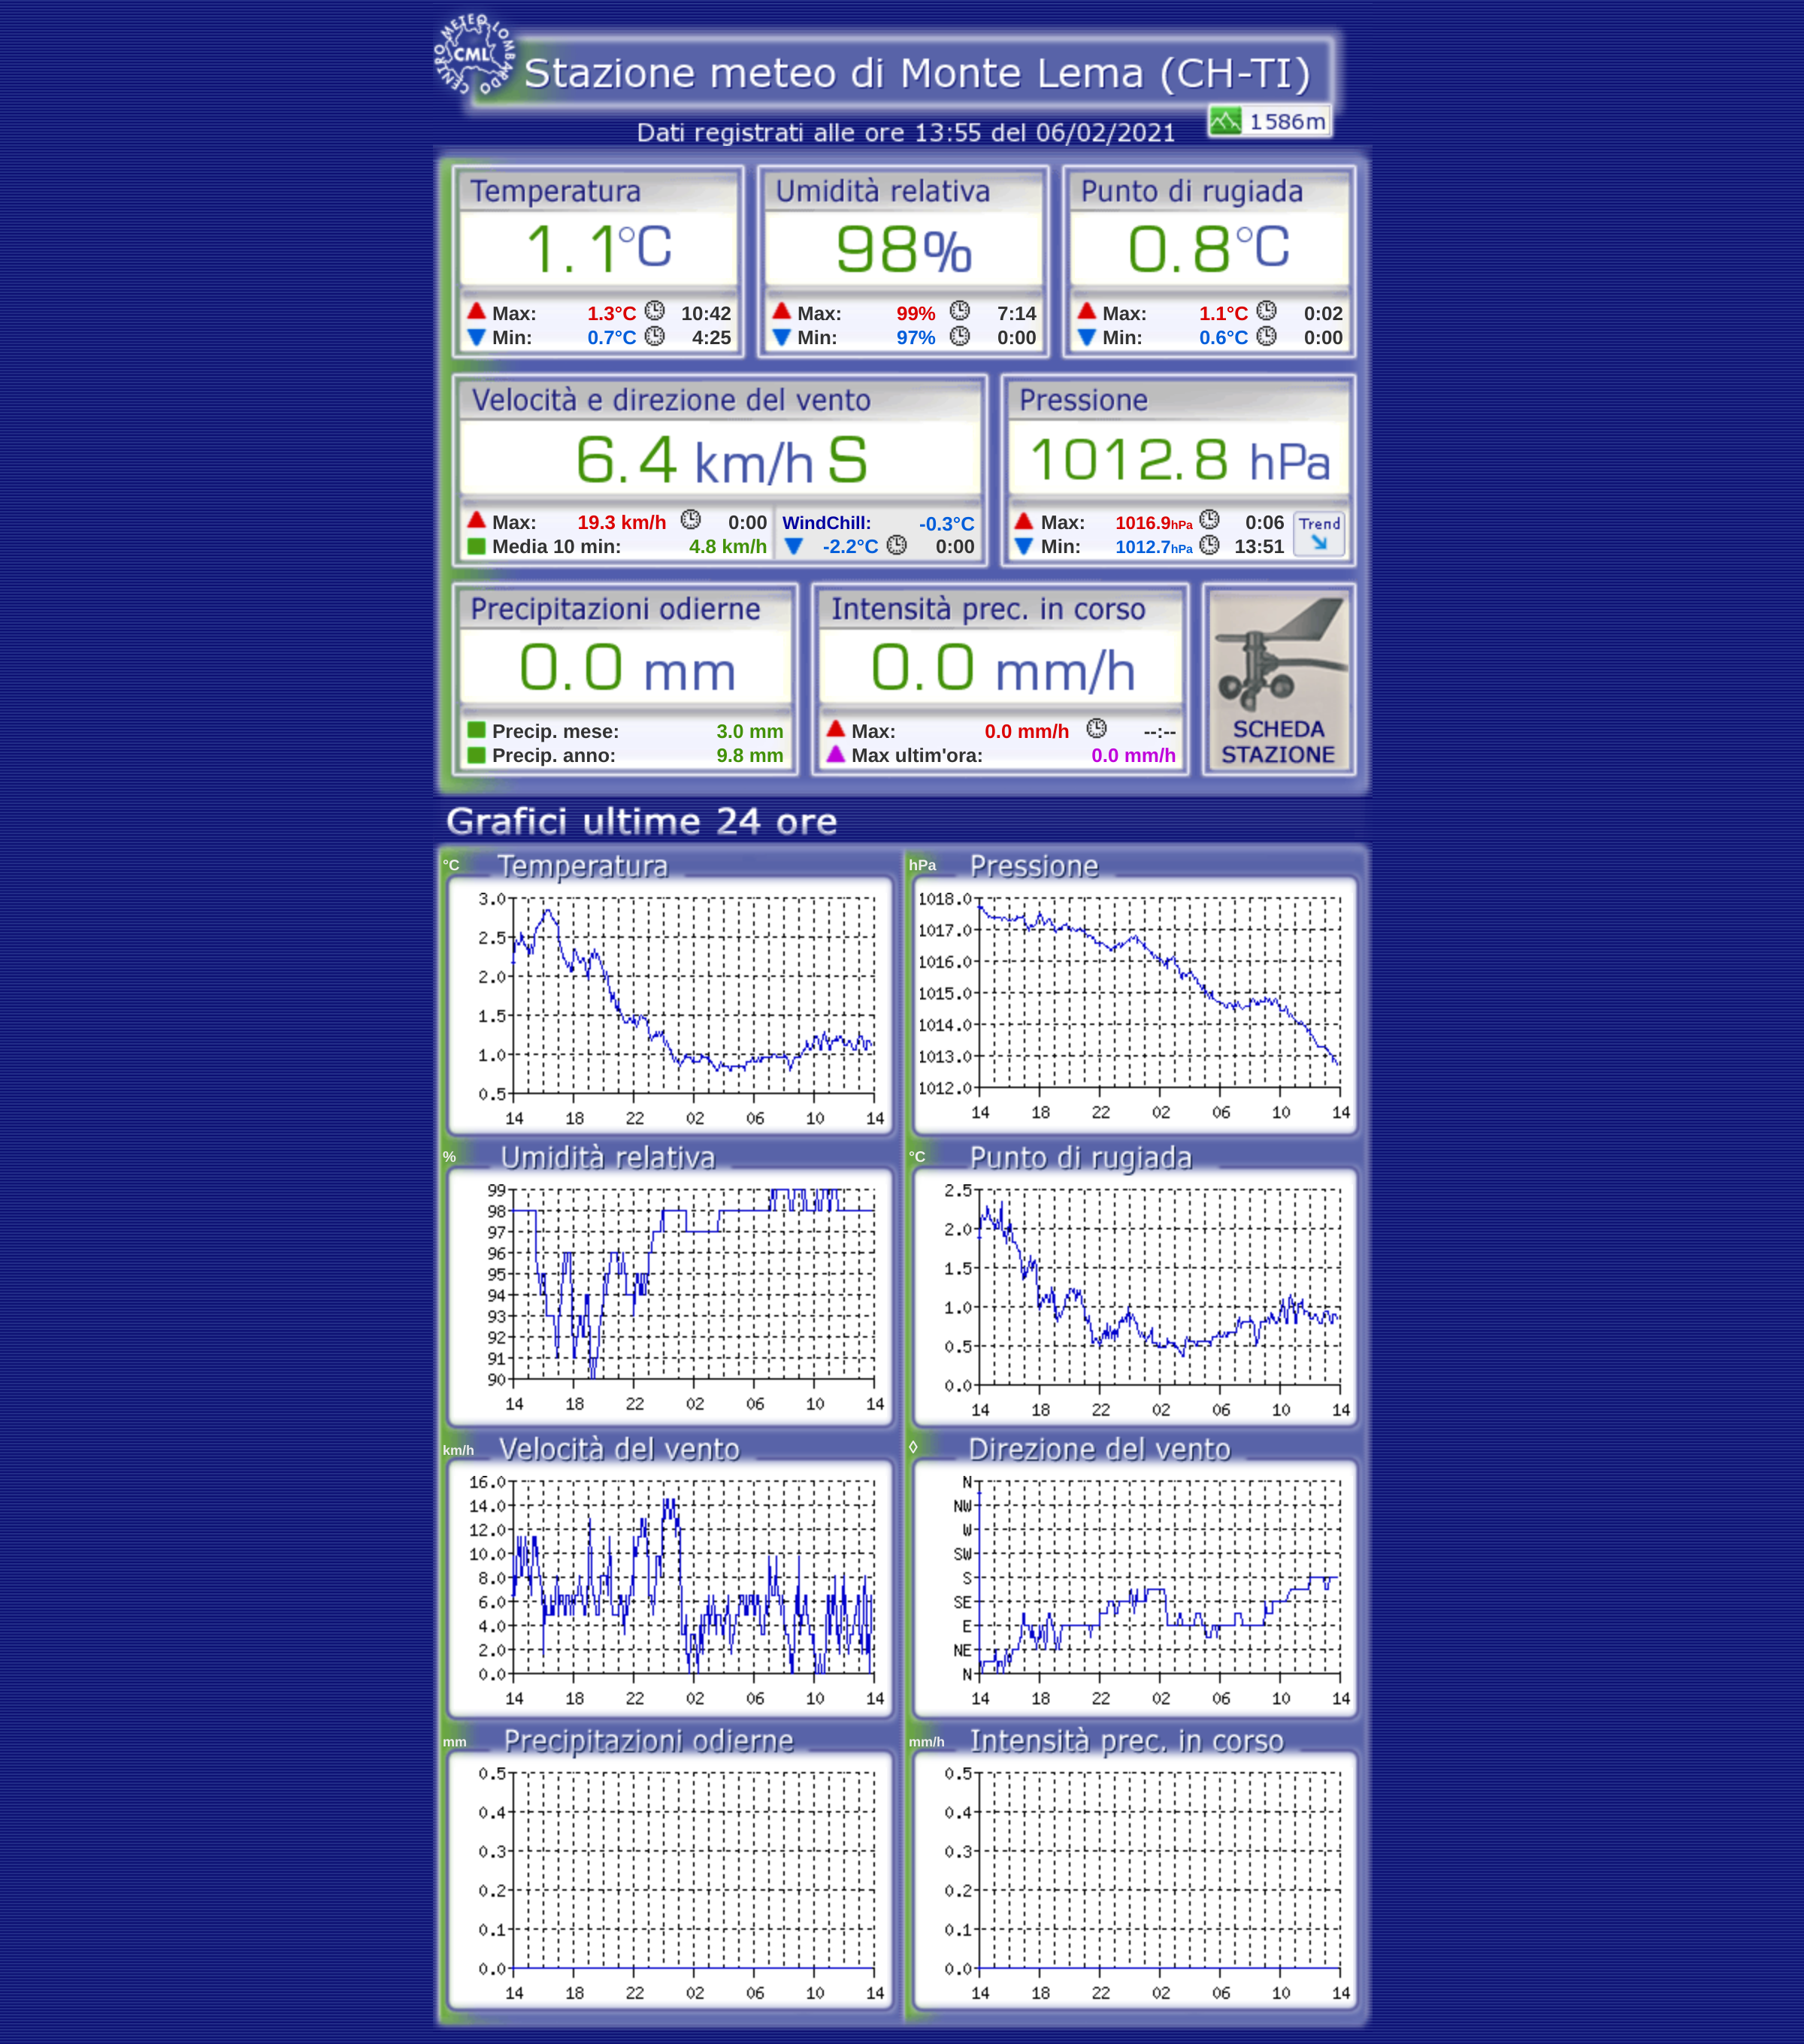 CENTRO METEO LOMBARDO
CML
Stazione meteo di Monte Lema (CH-TI)
1586m
Dati registrati alle ore 13:55 del 06/02/2021
Temperatura Umidità relativa Punto di rugiada
1.1°C 98% 0.8°C
Max: 1.3°C 10:42 Max: 99% 7:14 Max: 1.1°C 0:02
Min: 0.7°C 4:25 Min: 97% 0:00 Min: 0.6°C 0:00
Velocità e direzione del vento Pressione
6.4 km/h S 1012.8 hPa
Max: 19.3 km/h 0:00 WindChill: -0.3°C Max: 1016.9hPa 0:06 Trend
Media 10 min: 4.8 km/h -2.2°C 0:00 Min: 1012.7hPa 13:51
Precipitazioni odierne Intensità prec. in corso
0.0 mm 0.0 mm/h
Precip. mese: 3.0 mm Max: 0.0 mm/h --:-- SCHEDA
Precip. anno: 9.8 mm Max ultim'ora: 0.0 mm/h STAZIONE
Grafici ultime 24 ore
°C Temperatura
3.0
2.5
2.0
1.5
1.0
0.5
14 18 22 02 06 10 14
hPa Pressione
1018.0
1017.0
1016.0
1015.0
1014.0
1013.0
1012.0
14 18 22 02 06 10 14
% Umidità relativa
99
98
97
96
95
94
93
92
91
90
14 18 22 02 06 10 14
°C Punto di rugiada
2.5
2.0
1.5
1.0
0.5
0.0
14 18 22 02 06 10 14
km/h Velocità del vento
16.0
14.0
12.0
10.0
8.0
6.0
4.0
2.0
0.0
14 18 22 02 06 10 14
◊ Direzione del vento
N
NW
W
SW
S
SE
E
NE
N
14 18 22 02 06 10 14
mm Precipitazioni odierne
0.5
0.4
0.3
0.2
0.1
0.0
14 18 22 02 06 10 14
mm/h Intensità prec. in corso
0.5
0.4
0.3
0.2
0.1
0.0
14 18 22 02 06 10 14